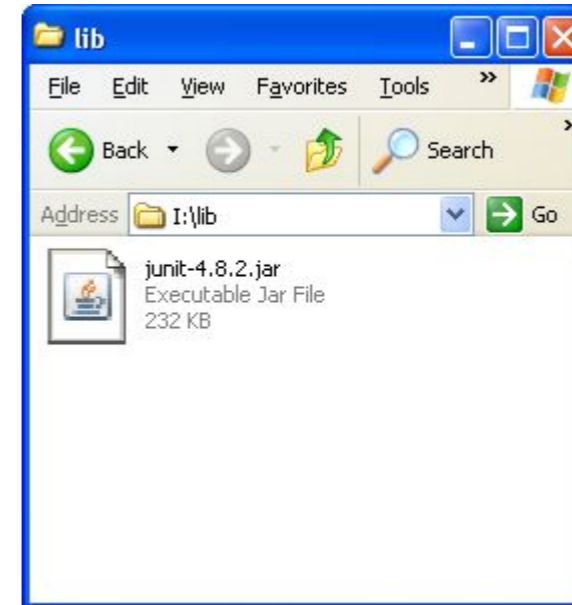 lib
File Edit View Favorites Tools »
Back Search »
Address I:\lib Go
junit-4.8.2.jar
Executable Jar File
232 KB